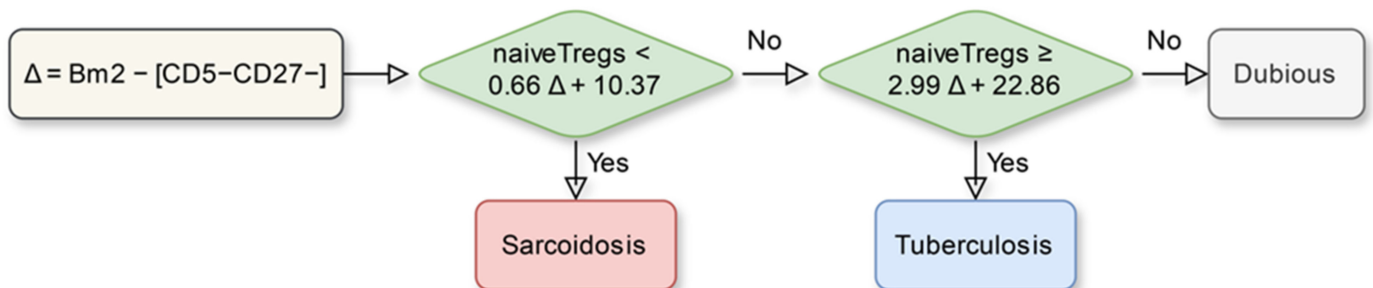 Δ = Bm2 − [CD5−CD27−]
naiveTregs <
0.66 Δ + 10.37
No
naiveTregs ≥
2.99 Δ + 22.86
No
Dubious
Yes
Yes
Sarcoidosis
Tuberculosis